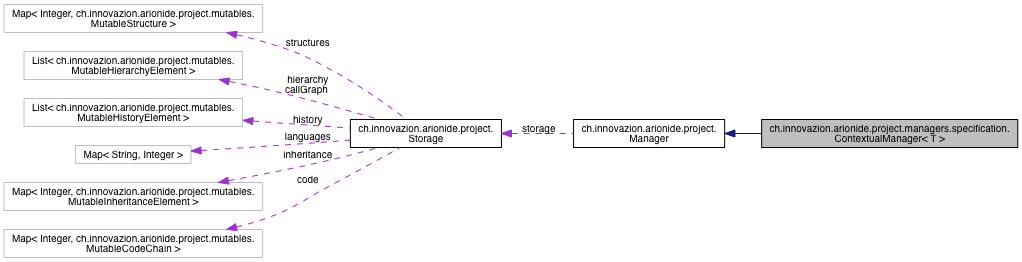 Map< Integer, ch.innovazion.arionide.project.mutables.
MutableStructure >
structures
List< ch.innovazion.arionide.project.mutables.
MutableHierarchyElement >
hierarchy
callGraph
List< ch.innovazion.arionide.project.mutables.
MutableHistoryElement >
history
languages
Map< String, Integer >
inheritance
Map< Integer, ch.innovazion.arionide.project.mutables.
MutableInheritanceElement >
code
Map< Integer, ch.innovazion.arionide.project.mutables.
MutableCodeChain >
ch.innovazion.arionide.project.
Storage
storage
ch.innovazion.arionide.project.
Manager
ch.innovazion.arionide.project.managers.specification.
ContextualManager< T >